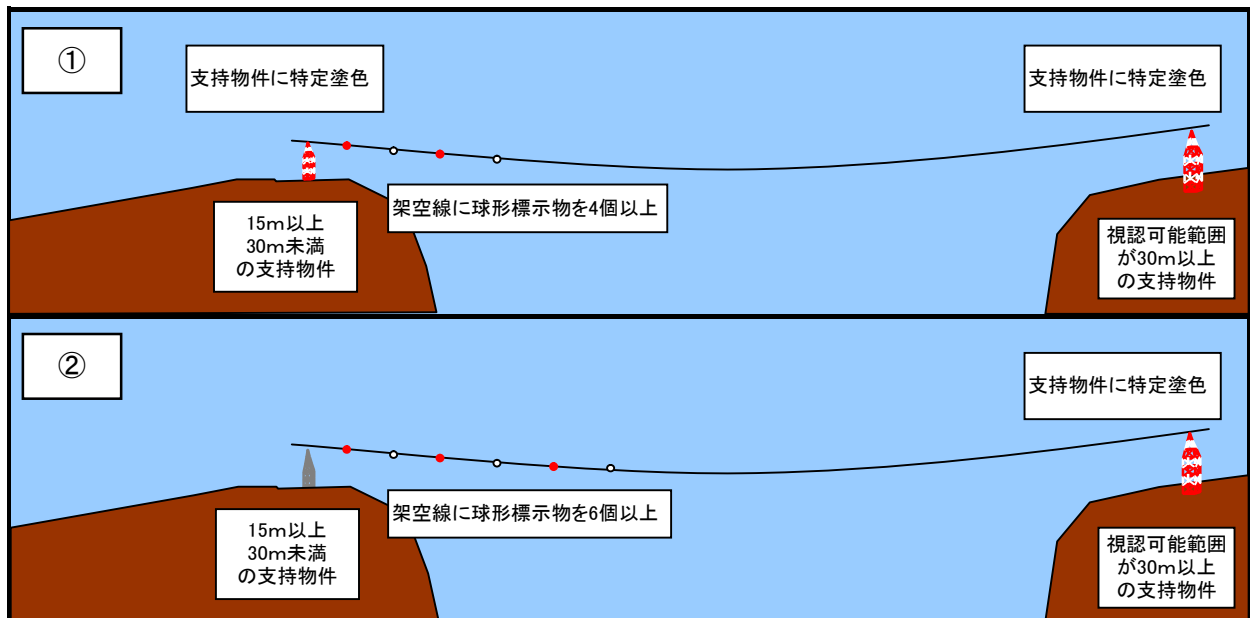 ①
支持物件に特定塗色
支持物件に特定塗色
架空線に球形標示物を4個以上
15m以上
30m未満
の支持物件
視認可能範囲
が30m以上
の支持物件
②
支持物件に特定塗色
架空線に球形標示物を6個以上
15m以上
30m未満
の支持物件
視認可能範囲
が30m以上
の支持物件